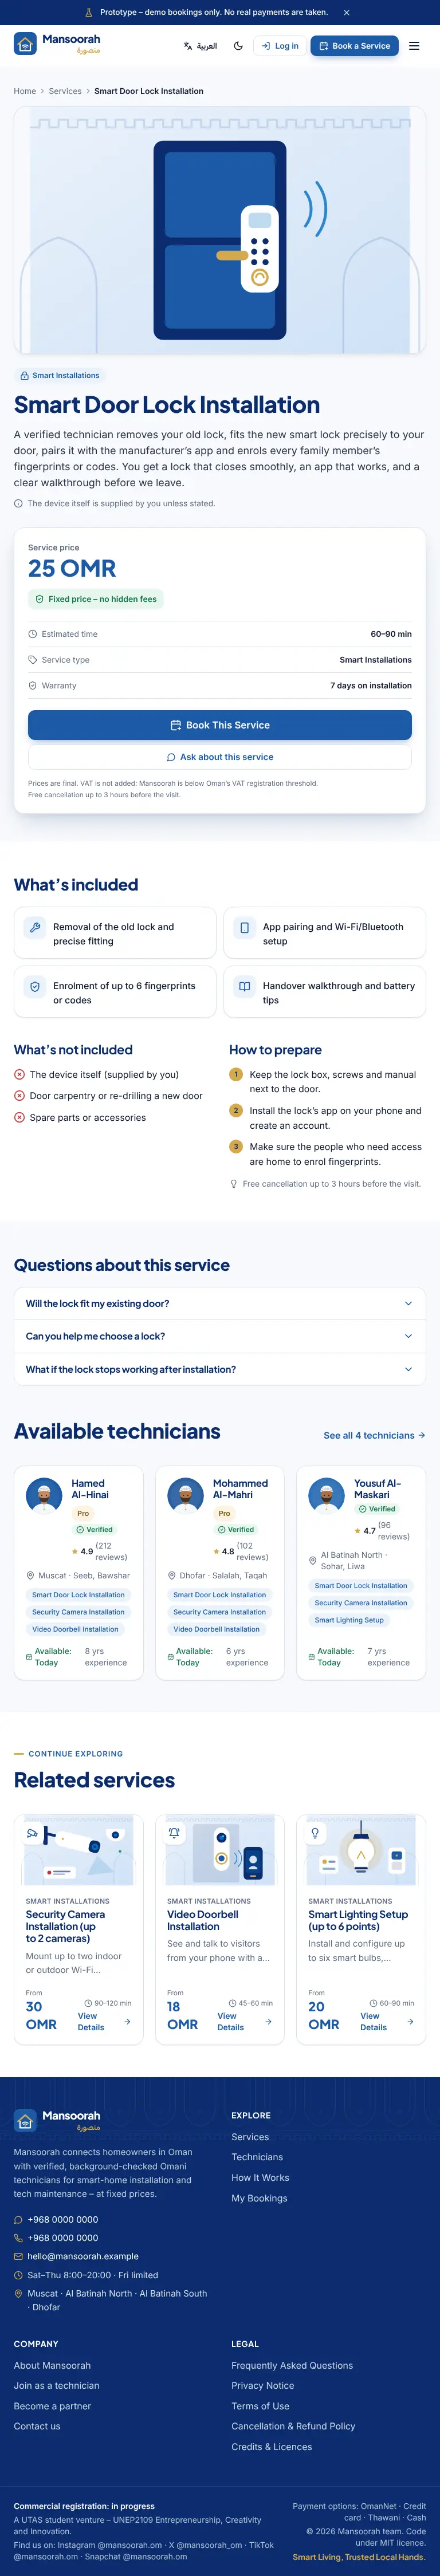 Prototype – demo bookings only. No real payments are taken.
Mansoorah
منصورة
العربية
Log in
Book a Service
Home > Services > Smart Door Lock Installation
Smart Installations
Smart Door Lock Installation
A verified technician removes your old lock, fits the new smart lock precisely to your
door, pairs it with the manufacturer's app and enrols every family member's
fingerprints or codes. You get a lock that closes smoothly, an app that works, and a
clear walkthrough before we leave.
The device itself is supplied by you unless stated.
Service price
25 OMR
Fixed price – no hidden fees
Estimated time 60–90 min
Service type Smart Installations
Warranty 7 days on installation
Book This Service
Ask about this service
Prices are final. VAT is not added: Mansoorah is below Oman's VAT registration threshold.
Free cancellation up to 3 hours before the visit.
What's included
Removal of the old lock and
precise fitting
App pairing and Wi-Fi/Bluetooth
setup
Enrolment of up to 6 fingerprints
or codes
Handover walkthrough and battery
tips
What's not included
The device itself (supplied by you)
Door carpentry or re-drilling a new door
Spare parts or accessories
How to prepare
1 Keep the lock box, screws and manual
next to the door.
2 Install the lock's app on your phone and
create an account.
3 Make sure the people who need access
are home to enrol fingerprints.
Free cancellation up to 3 hours before the visit.
Questions about this service
Will the lock fit my existing door?
Can you help me choose a lock?
What if the lock stops working after installation?
Available technicians
See all 4 technicians
Hamed
Al-Hinai
Pro
Verified
4.9 (212
reviews)
Muscat · Seeb, Bawshar
Smart Door Lock Installation
Security Camera Installation
Video Doorbell Installation
Available:
Today
8 yrs
experience
Mohammed
Al-Mahri
Pro
Verified
4.8 (102
reviews)
Dhofar · Salalah, Taqah
Smart Door Lock Installation
Security Camera Installation
Video Doorbell Installation
Available:
Today
6 yrs
experience
Yousuf Al-
Maskari
Verified
4.7 (96
reviews)
Al Batinah North ·
Sohar, Liwa
Smart Door Lock Installation
Security Camera Installation
Smart Lighting Setup
Available:
Today
7 yrs
experience
CONTINUE EXPLORING
Related services
SMART INSTALLATIONS
Security Camera
Installation (up
to 2 cameras)
Mount up to two indoor
or outdoor Wi-Fi…
From
30
OMR
90–120 min
View
Details
SMART INSTALLATIONS
Video Doorbell
Installation
See and talk to visitors
from your phone with a…
From
18
OMR
45–60 min
View
Details
SMART INSTALLATIONS
Smart Lighting Setup
(up to 6 points)
Install and configure up
to six smart bulbs,…
From
20
OMR
60–90 min
View
Details
Mansoorah
منصورة
Mansoorah connects homeowners in Oman
with verified, background-checked Omani
technicians for smart-home installation and
tech maintenance – at fixed prices.
+968 0000 0000
+968 0000 0000
hello@mansoorah.example
Sat–Thu 8:00–20:00 · Fri limited
Muscat · Al Batinah North · Al Batinah South
· Dhofar
EXPLORE
Services
Technicians
How It Works
My Bookings
COMPANY
About Mansoorah
Join as a technician
Become a partner
Contact us
LEGAL
Frequently Asked Questions
Privacy Notice
Terms of Use
Cancellation & Refund Policy
Credits & Licences
Commercial registration: in progress
A UTAS student venture – UNEP2109 Entrepreneurship, Creativity
and Innovation.
Find us on: Instagram @mansoorah.om · X @mansoorah_om · TikTok
@mansoorah.om · Snapchat @mansoorah.om
Payment options: OmanNet · Credit
card · Thawani · Cash
© 2026 Mansoorah team. Code
under MIT licence.
Smart Living, Trusted Local Hands.